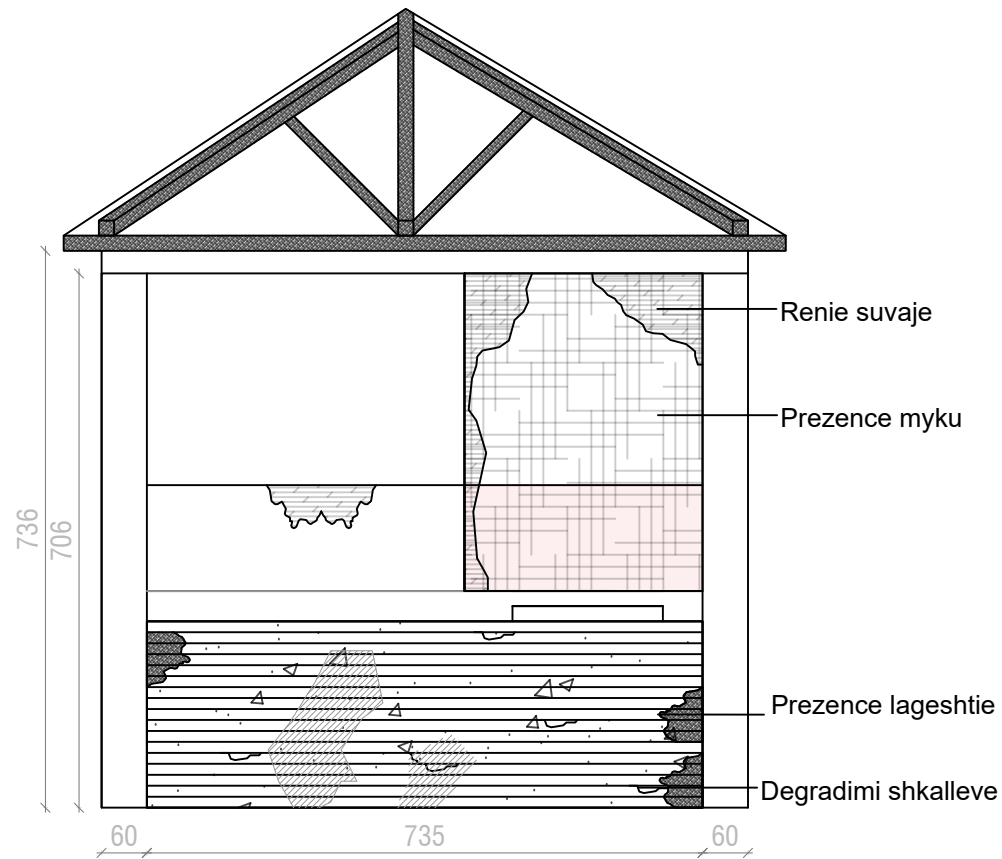 Renie suvaje
Prezence myku
736
706
Prezence lageshtie
Degradimi shkalleve
60
735
60